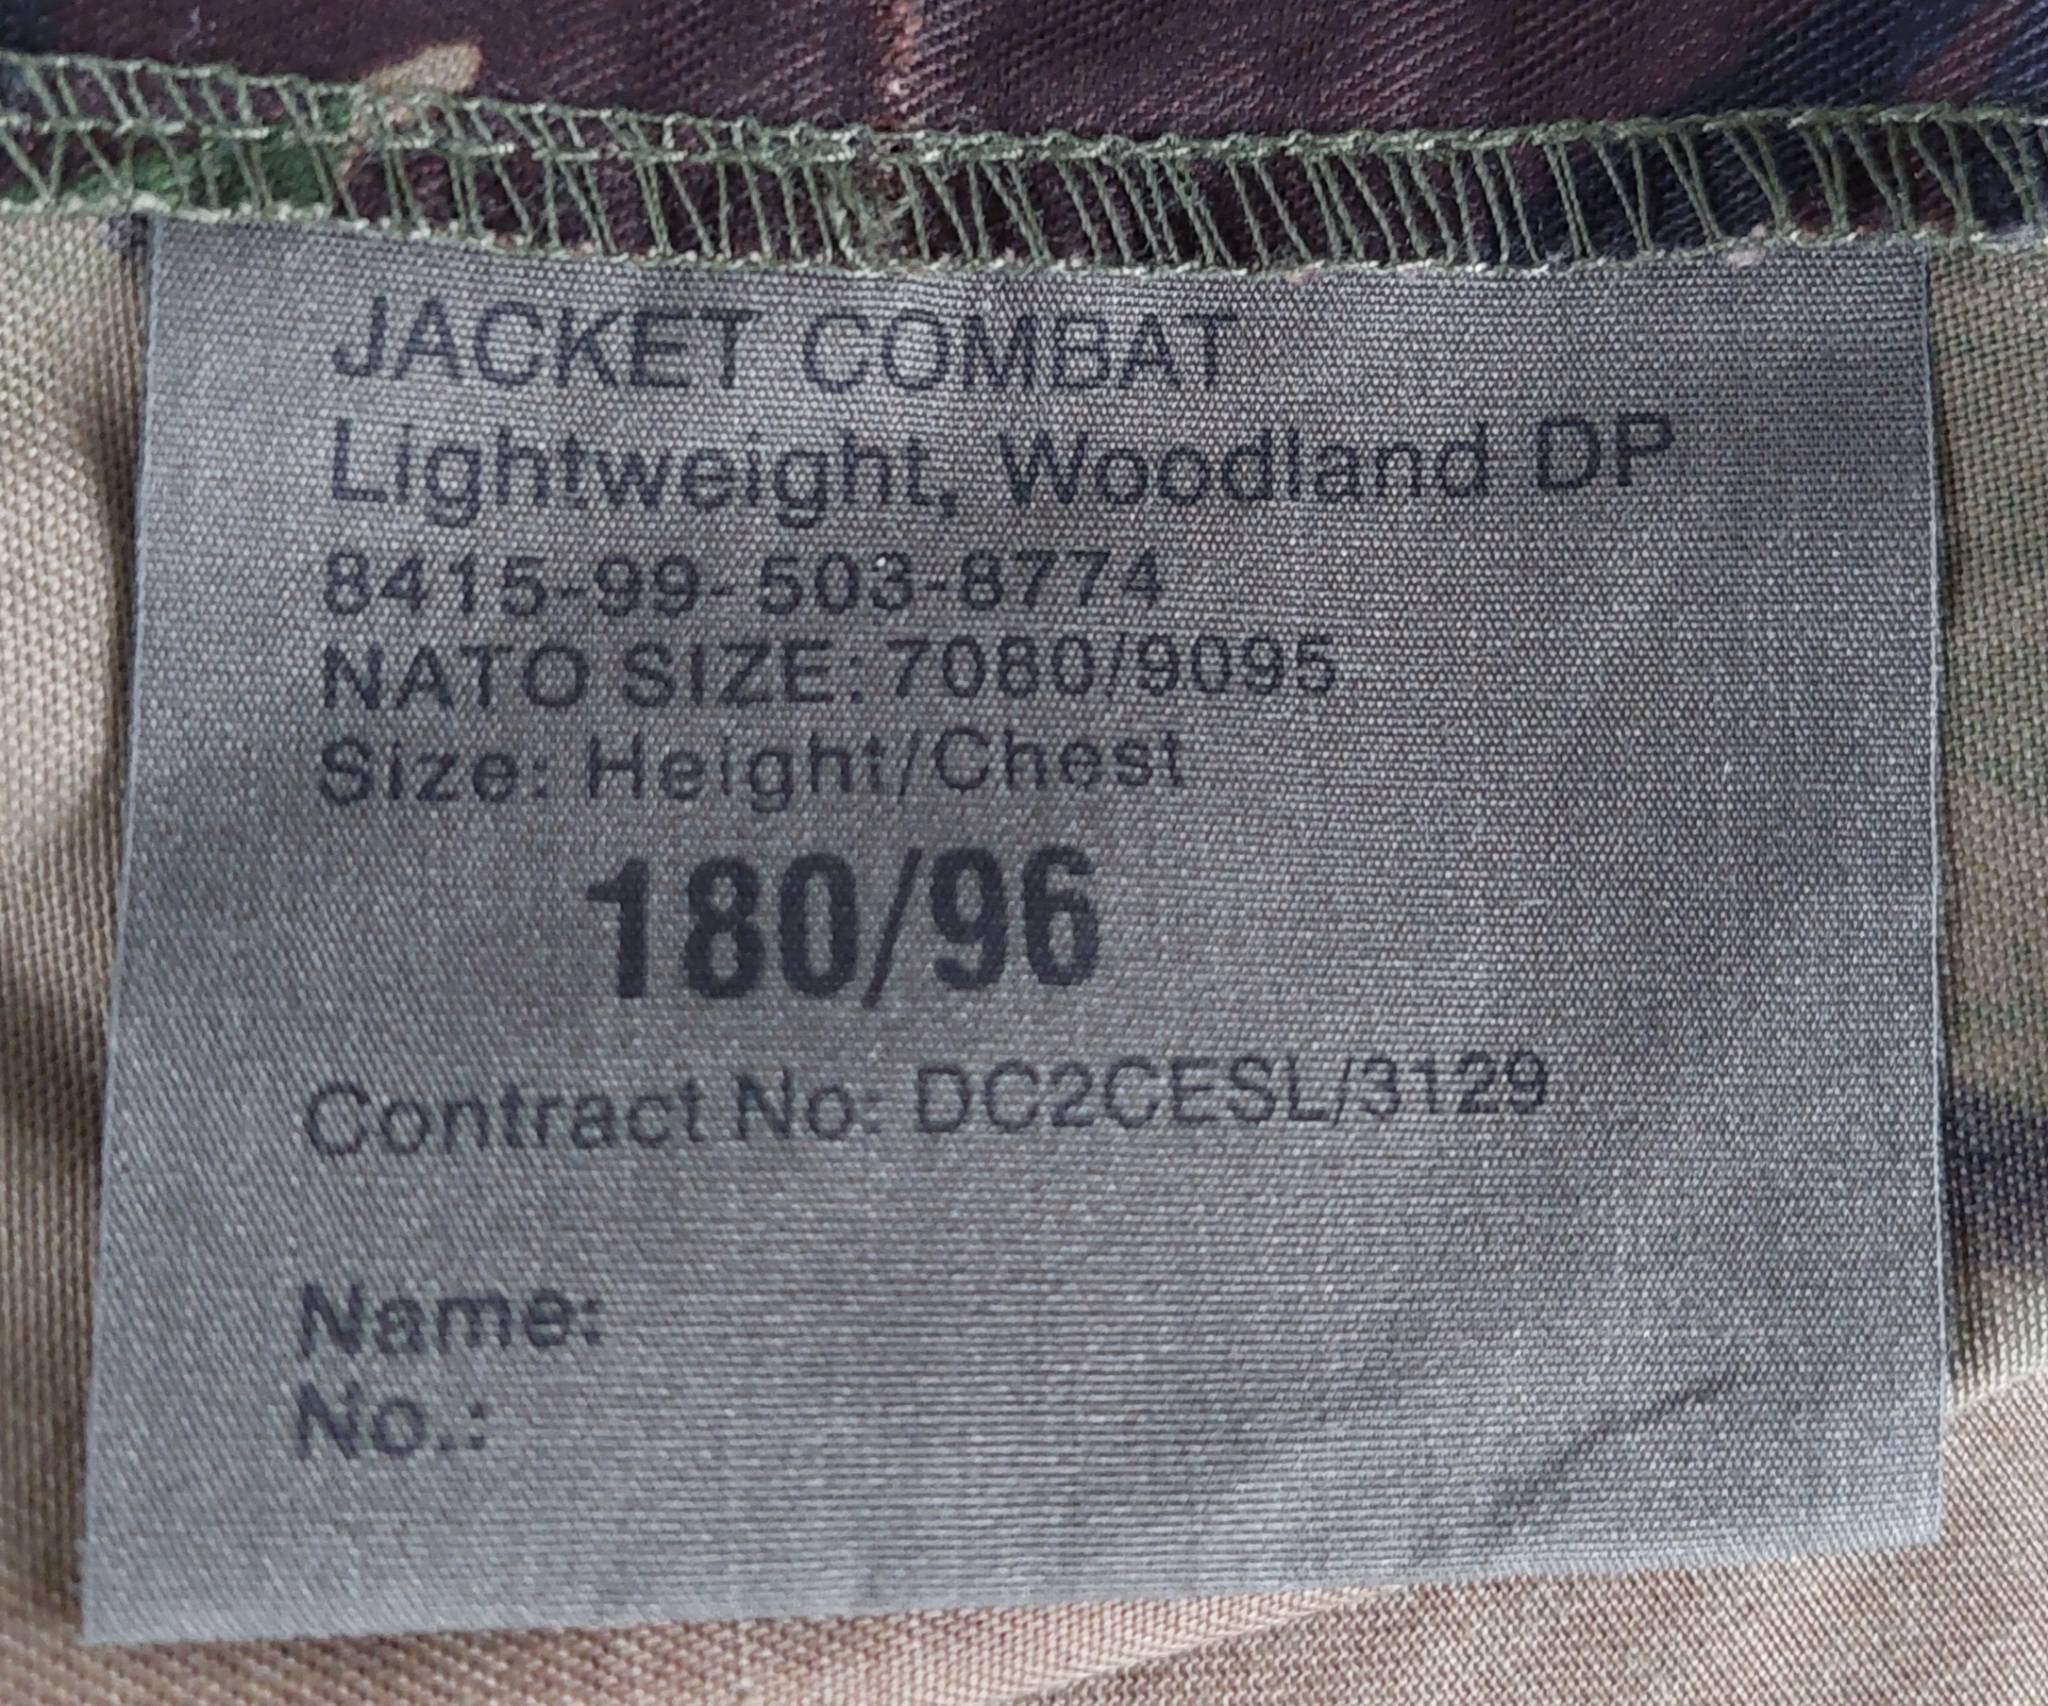 JACKET COMBAT
Lightweight, Woodland DP
8415-99-503-8774
NATO SIZE: 7080/9095
Size: Height/Chest
180/96
Contract No: DC2CESL/3129
Name:
No.: